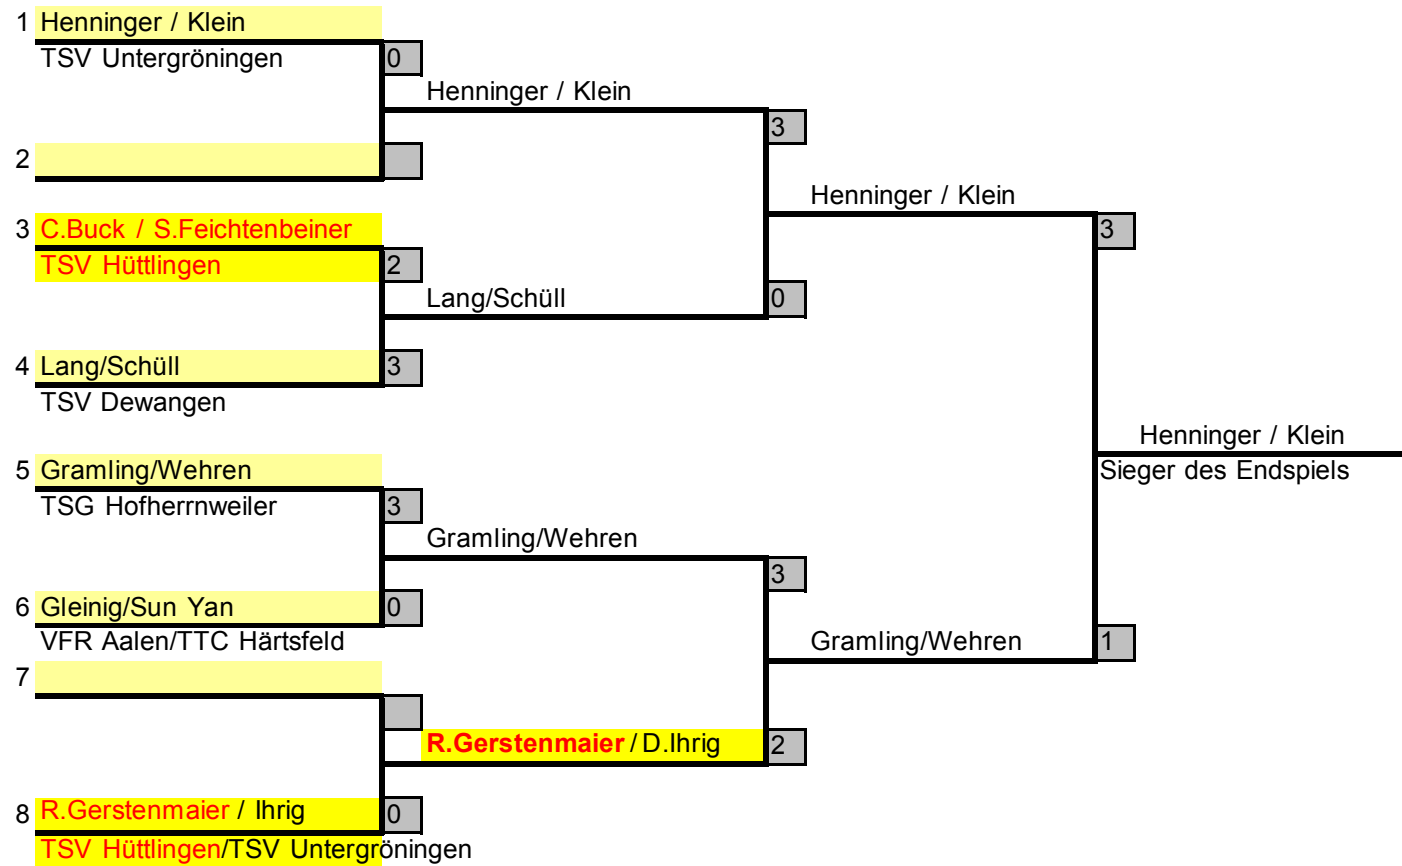 1 Henninger / Klein
TSV Untergröningen 0
Henninger / Klein
3
2
Henninger / Klein
3 C.Buck / S.Feichtenbeiner
3
TSV Hüttlingen 2
Lang/Schüll 0
4 Lang/Schüll 3
TSV Dewangen
Henninger / Klein
5 Gramling/Wehren
Sieger des Endspiels
TSG Hofherrnweiler 3
Gramling/Wehren
3
6 Gleinig/Sun Yan 0
VFR Aalen/TTC Härtsfeld
Gramling/Wehren 1
7
R.Gerstenmaier / D.Ihrig 2
8 R.Gerstenmaier / Ihrig 0
TSV Hüttlingen/TSV Untergröningen